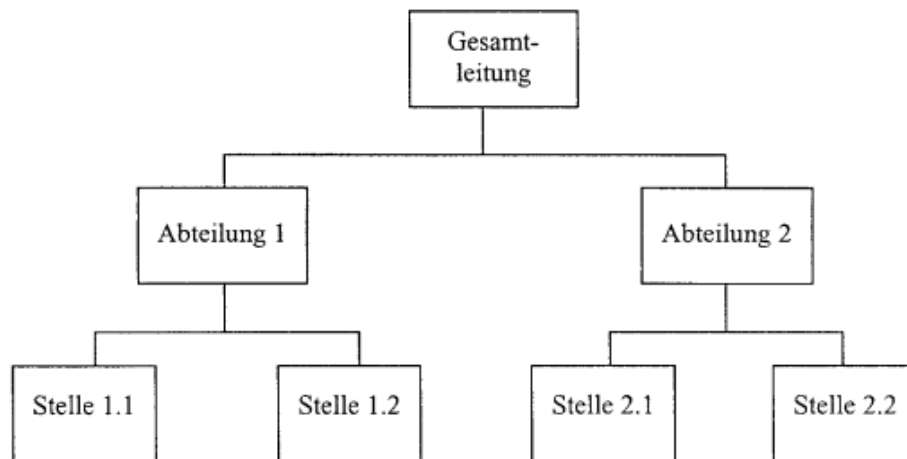 Gesamt-
leitung
Abteilung 1
Abteilung 2
Stelle 1.1
Stelle 1.2
Stelle 2.1
Stelle 2.2